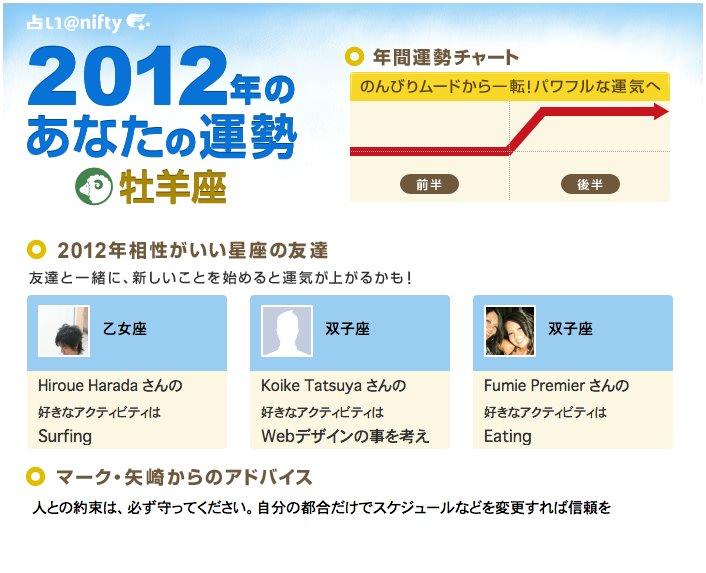 占い@nifty
2012年の
あなたの運勢
牡羊座
年間運勢チャート
のんびりムードから一転!パワフルな運気へ
前半
後半
2012年相性がいい星座の友達
友達と一緒に、新しいことを始めると運気が上がるかも!
乙女座
Hiroue Harada さんの
好きなアクティビティは
Surfing
双子座
Koike Tatsuya さんの
好きなアクティビティは
Webデザインの事を考え
双子座
Fumie Premier さんの
好きなアクティビティは
Eating
マーク・矢崎からのアドバイス
人との約束は、必ず守ってください。自分の都合だけでスケジュールなどを変更すれば信頼を